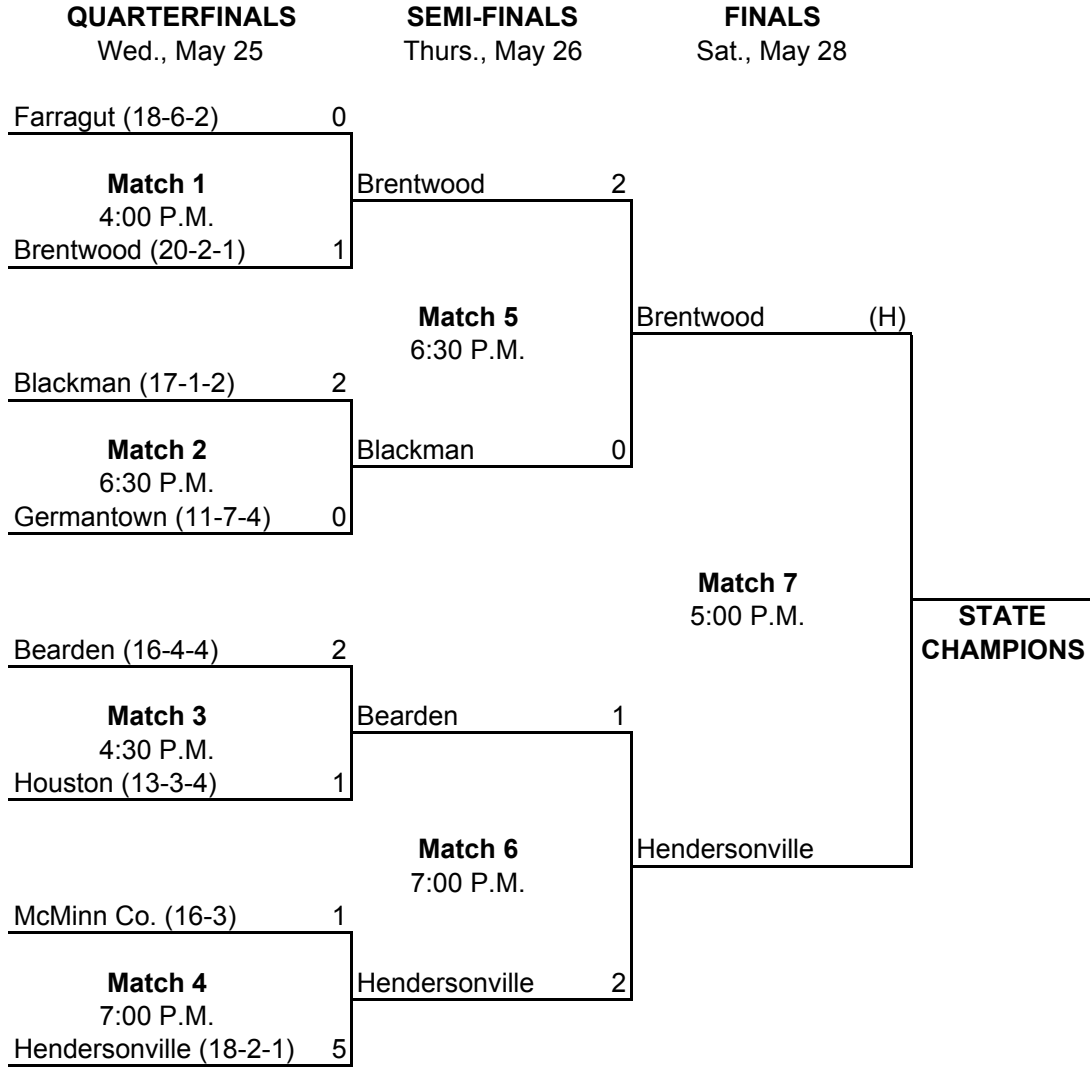 QUARTERFINALS SEMI-FINALS FINALS
Wed., May 25 Thurs., May 26 Sat., May 28
Farragut (18-6-2) 0
Match 1 Brentwood 2
4:00 P.M.
Brentwood (20-2-1) 1
Match 5 Brentwood (H)
6:30 P.M.
Blackman (17-1-2) 2
Match 2 Blackman 0
6:30 P.M.
Germantown (11-7-4) 0
Match 7
5:00 P.M. STATE
Bearden (16-4-4) 2 CHAMPIONS
Match 3 Bearden 1
4:30 P.M.
Houston (13-3-4) 1
Match 6 Hendersonville
7:00 P.M.
McMinn Co. (16-3) 1
Match 4 Hendersonville 2
7:00 P.M.
Hendersonville (18-2-1) 5